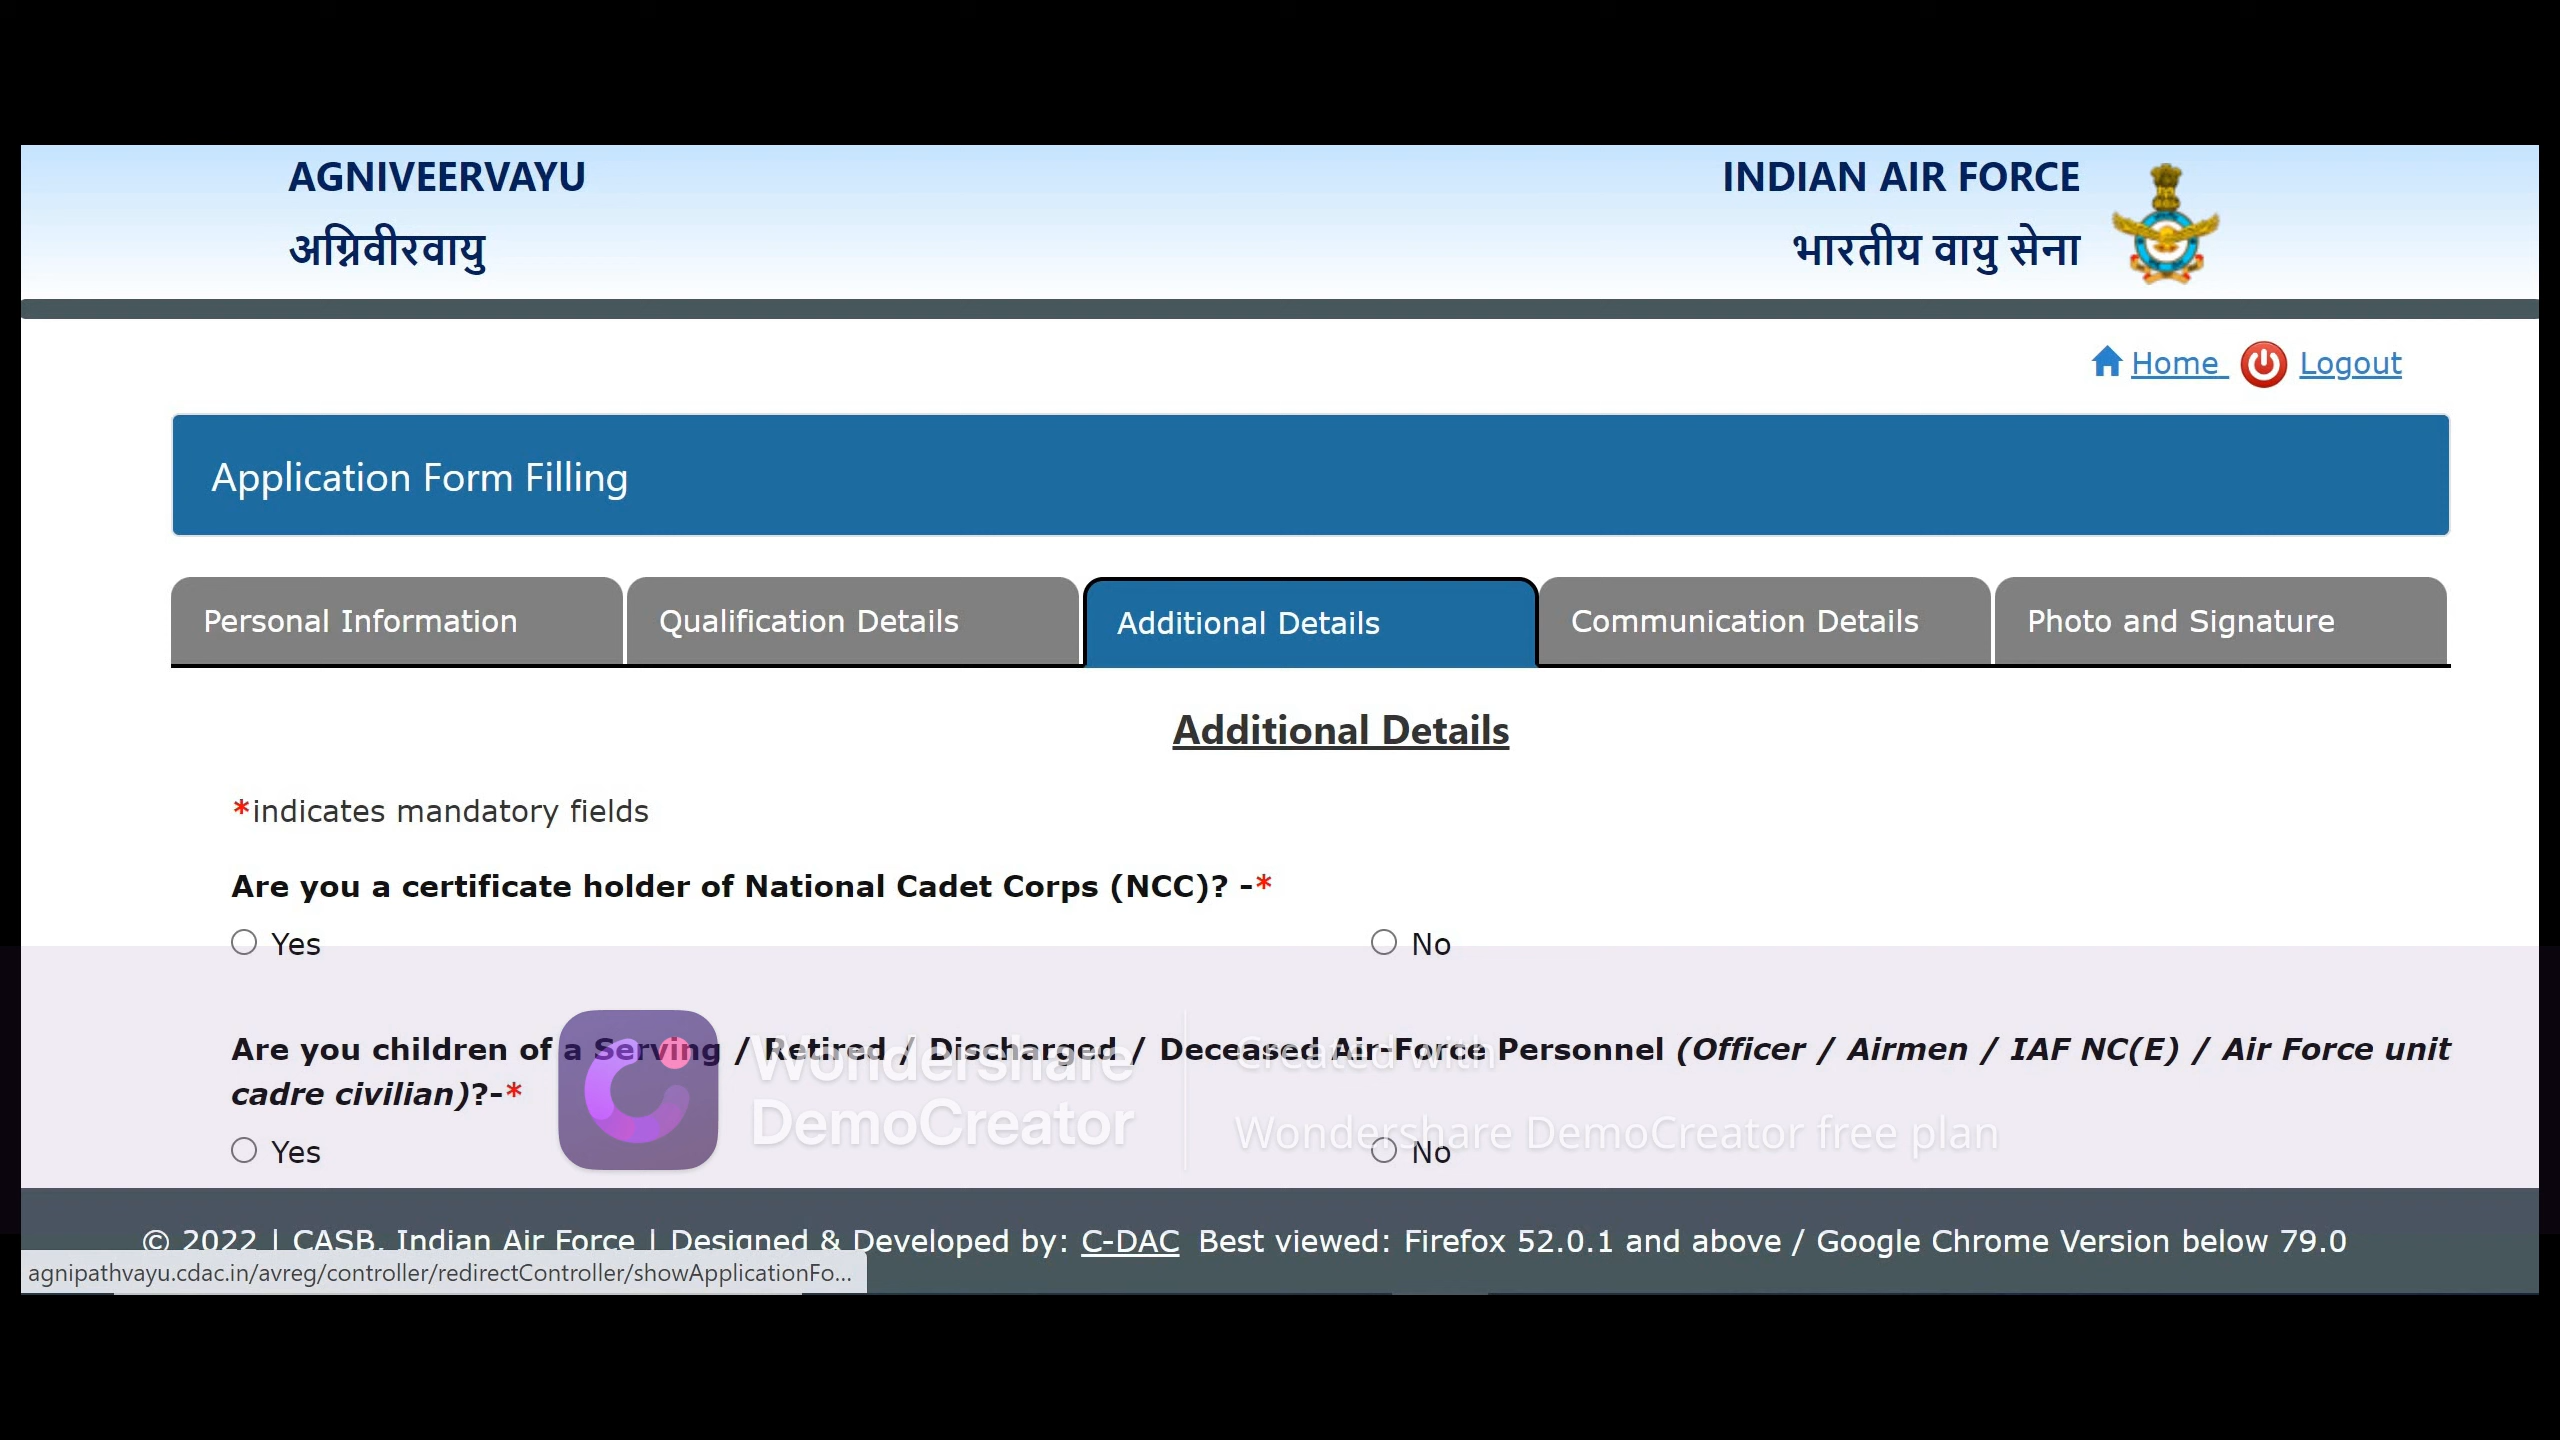 AGNIVEERVAYU
अग्निवीरवायु
INDIAN AIR FORCE
भारतीय वायु सेना
Home Logout
Application Form Filling
Personal Information Qualification Details Additional Details Communication Details Photo and Signature
Additional Details
*indicates mandatory fields
Are you a certificate holder of National Cadet Corps (NCC)? -*
Yes No
Are you children of a Serving / Retired / Discharged / Deceased Air-Force Personnel (Officer / Airmen / IAF NC(E) / Air Force unit
cadre civilian)?-*
Yes No
Wondershare
DemoCreator
Created with
Wondershare DemoCreator free plan
© 2022 | CASB, Indian Air Force | Designed & Developed by: C-DAC Best viewed: Firefox 52.0.1 and above / Google Chrome Version below 79.0
agnipathvayu.cdac.in/avreg/controller/redirectController/showApplicationFo...